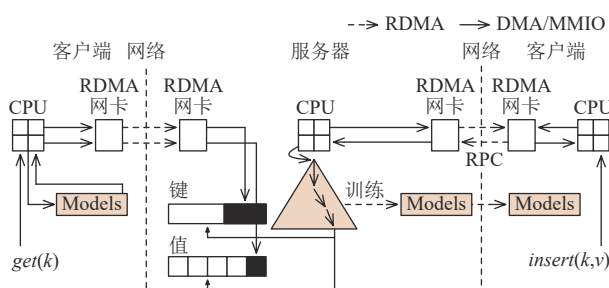 RDMA DMA/MMIO
客户端 网络 服务器 网络 客户端
RDMA RDMA RDMA RDMA
CPU 网卡 网卡 CPU 网卡 网卡 CPU
RPC
键 训练
Models Models Models
值
get(k) insert(k,v)